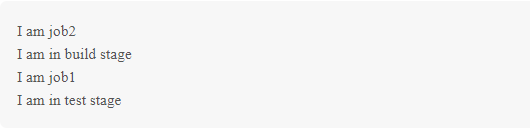 I am job2
I am in build stage
I am job1
I am in test stage